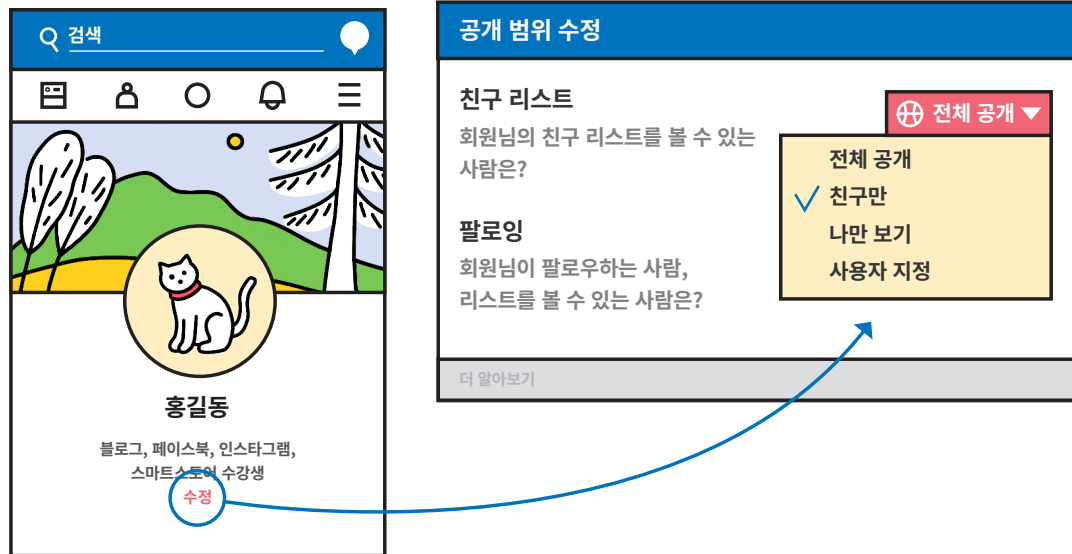 검색
홍길동
블로그, 페이스북, 인스타그램,
스마트스토어 수강생
수정
공개 범위 수정
친구 리스트
회원님의 친구 리스트를 볼 수 있는
사람은?
팔로잉
회원님이 팔로우하는 사람,
리스트를 볼 수 있는 사람은?
전체 공개
전체 공개
친구만
나만 보기
사용자 지정
더 알아보기